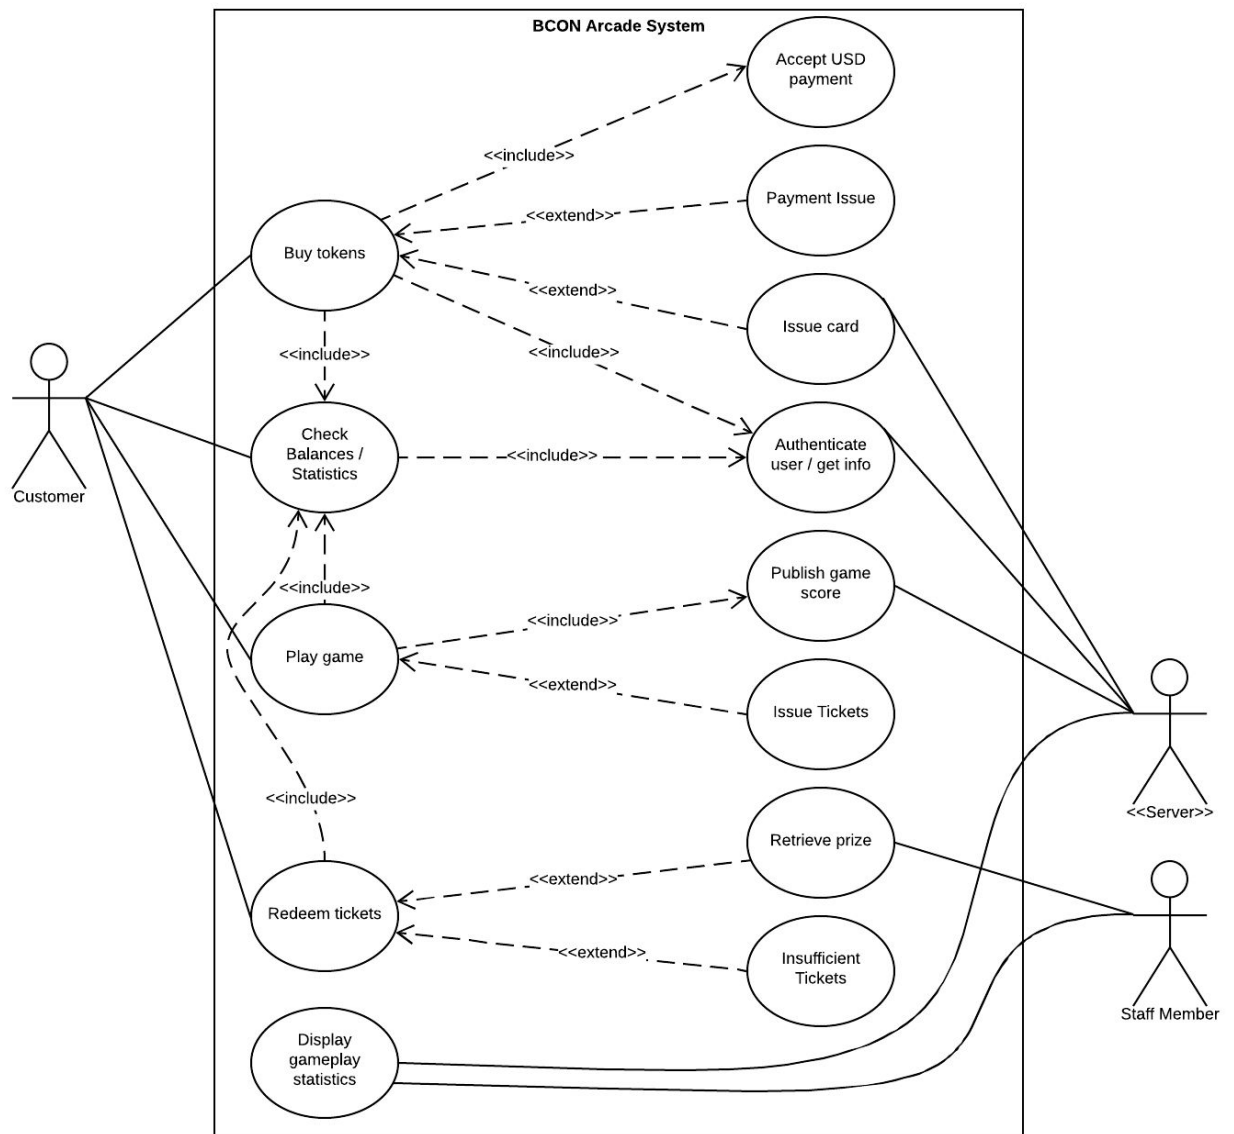 BCON Arcade System
Accept USD
payment
<<include>>
Payment Issue
<<extend>>
Buy tokens
<<extend>>
Issue card
<<include>>
<<include>>
Check
Balances /
Statistics
<<include>>
Authenticate
user / get info
Customer
Publish game
score
<<include>>
<<include>>
Play game
<<extend>>
Issue Tickets
<<include>>
<<Server>>
Retrieve prize
<<extend>>
Redeem tickets
<<extend>>
Insufficient
Tickets
Staff Member
Display
gameplay
statistics